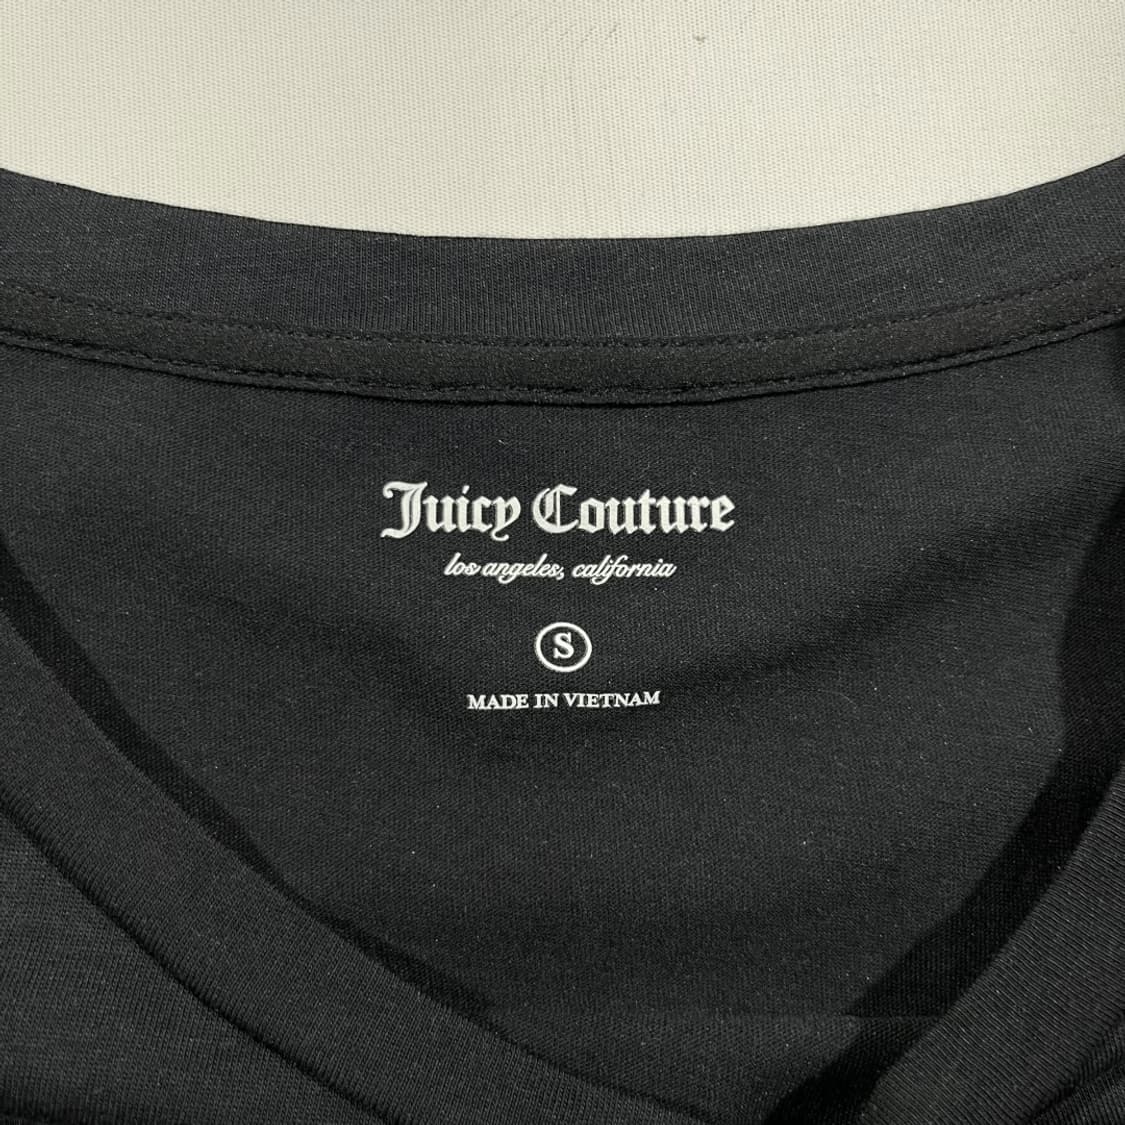 Juicy Couture
los angeles, california
S
MADE IN VIETNAM